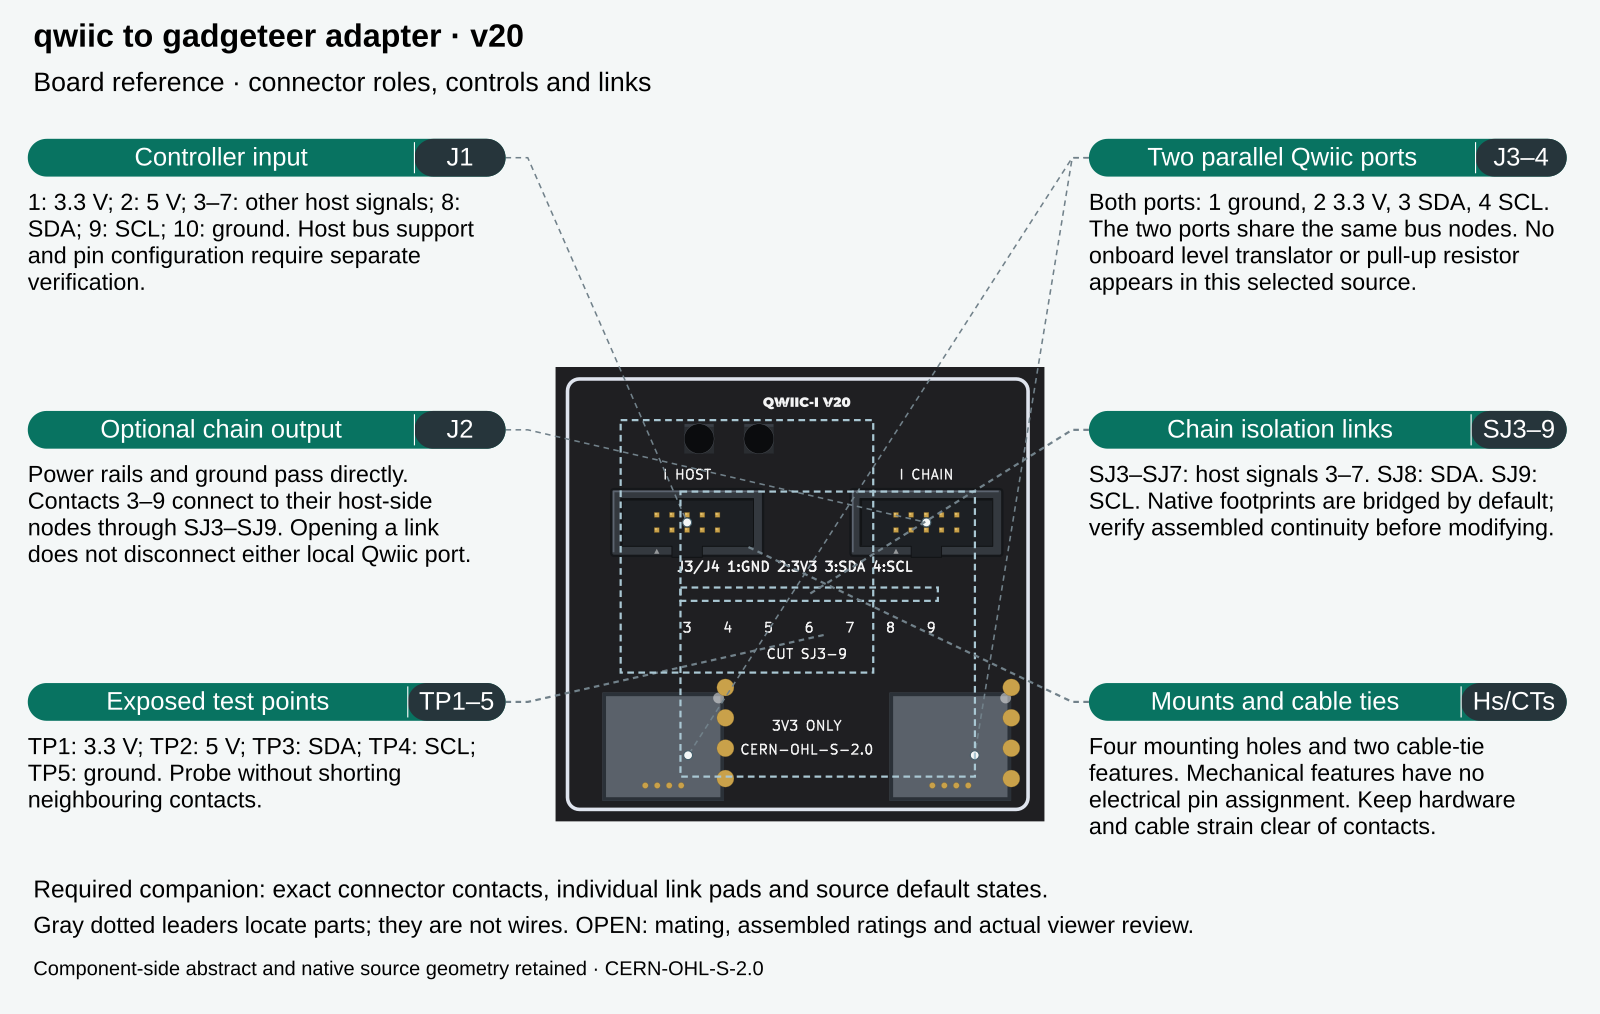 qwiic to gadgeteer adapter · v20
Board reference · connector roles, controls and links
Controller input J1
1: 3.3 V; 2: 5 V; 3–7: other host signals; 8:
SDA; 9: SCL; 10: ground. Host bus support
and pin configuration require separate
verification.
Two parallel Qwiic ports J3–4
Both ports: 1 ground, 2 3.3 V, 3 SDA, 4 SCL.
The two ports share the same bus nodes. No
onboard level translator or pull-up resistor
appears in this selected source.
Optional chain output J2
Power rails and ground pass directly.
Contacts 3–9 connect to their host-side
nodes through SJ3–SJ9. Opening a link
does not disconnect either local Qwiic port.
Chain isolation links SJ3–9
SJ3–SJ7: host signals 3–7. SJ8: SDA. SJ9:
SCL. Native footprints are bridged by default;
verify assembled continuity before modifying.
Exposed test points TP1–5
TP1: 3.3 V; TP2: 5 V; TP3: SDA; TP4: SCL;
TP5: ground. Probe without shorting
neighbouring contacts.
Mounts and cable ties Hs/CTs
Four mounting holes and two cable-tie
features. Mechanical features have no
electrical pin assignment. Keep hardware
and cable strain clear of contacts.
QWIIC-I V20
I HOST
I CHAIN
J3/J4 1:GND 2:3V3 3:SDA 4:SCL
3 4 5 6 7 8 9
CUT SJ3-9
3V3 ONLY
CERN-OHL-S-2.0
Required companion: exact connector contacts, individual link pads and source default states.
Gray dotted leaders locate parts; they are not wires. OPEN: mating, assembled ratings and actual viewer review.
Component-side abstract and native source geometry retained · CERN-OHL-S-2.0